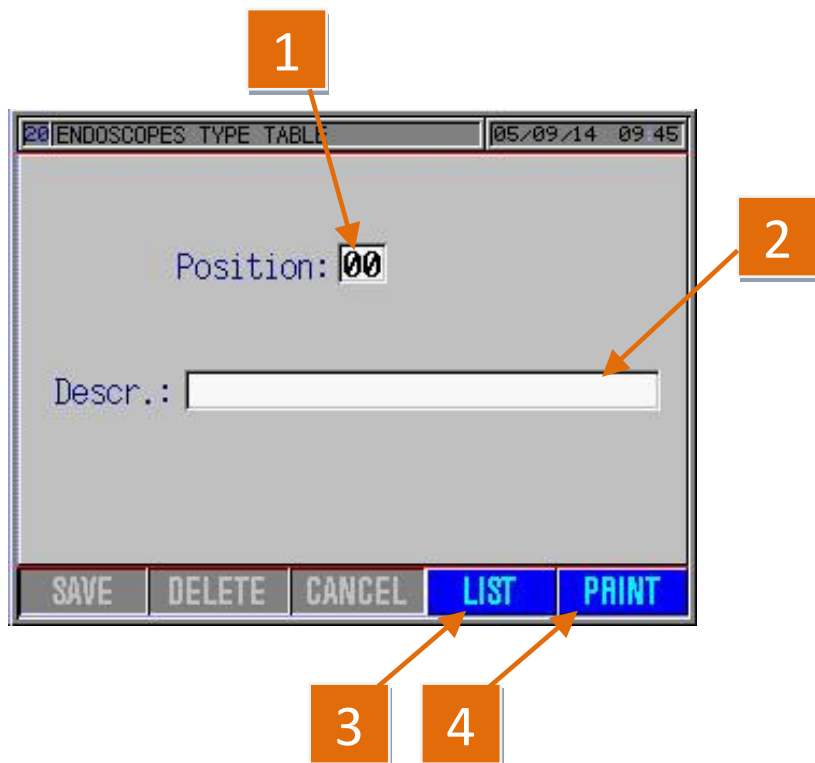 1
20 ENDOSCOPES TYPE TABLE 05/09/14 09 45
2
Position: 00
Descr.:
SAVE DELETE CANCEL LIST PRINT
3 4